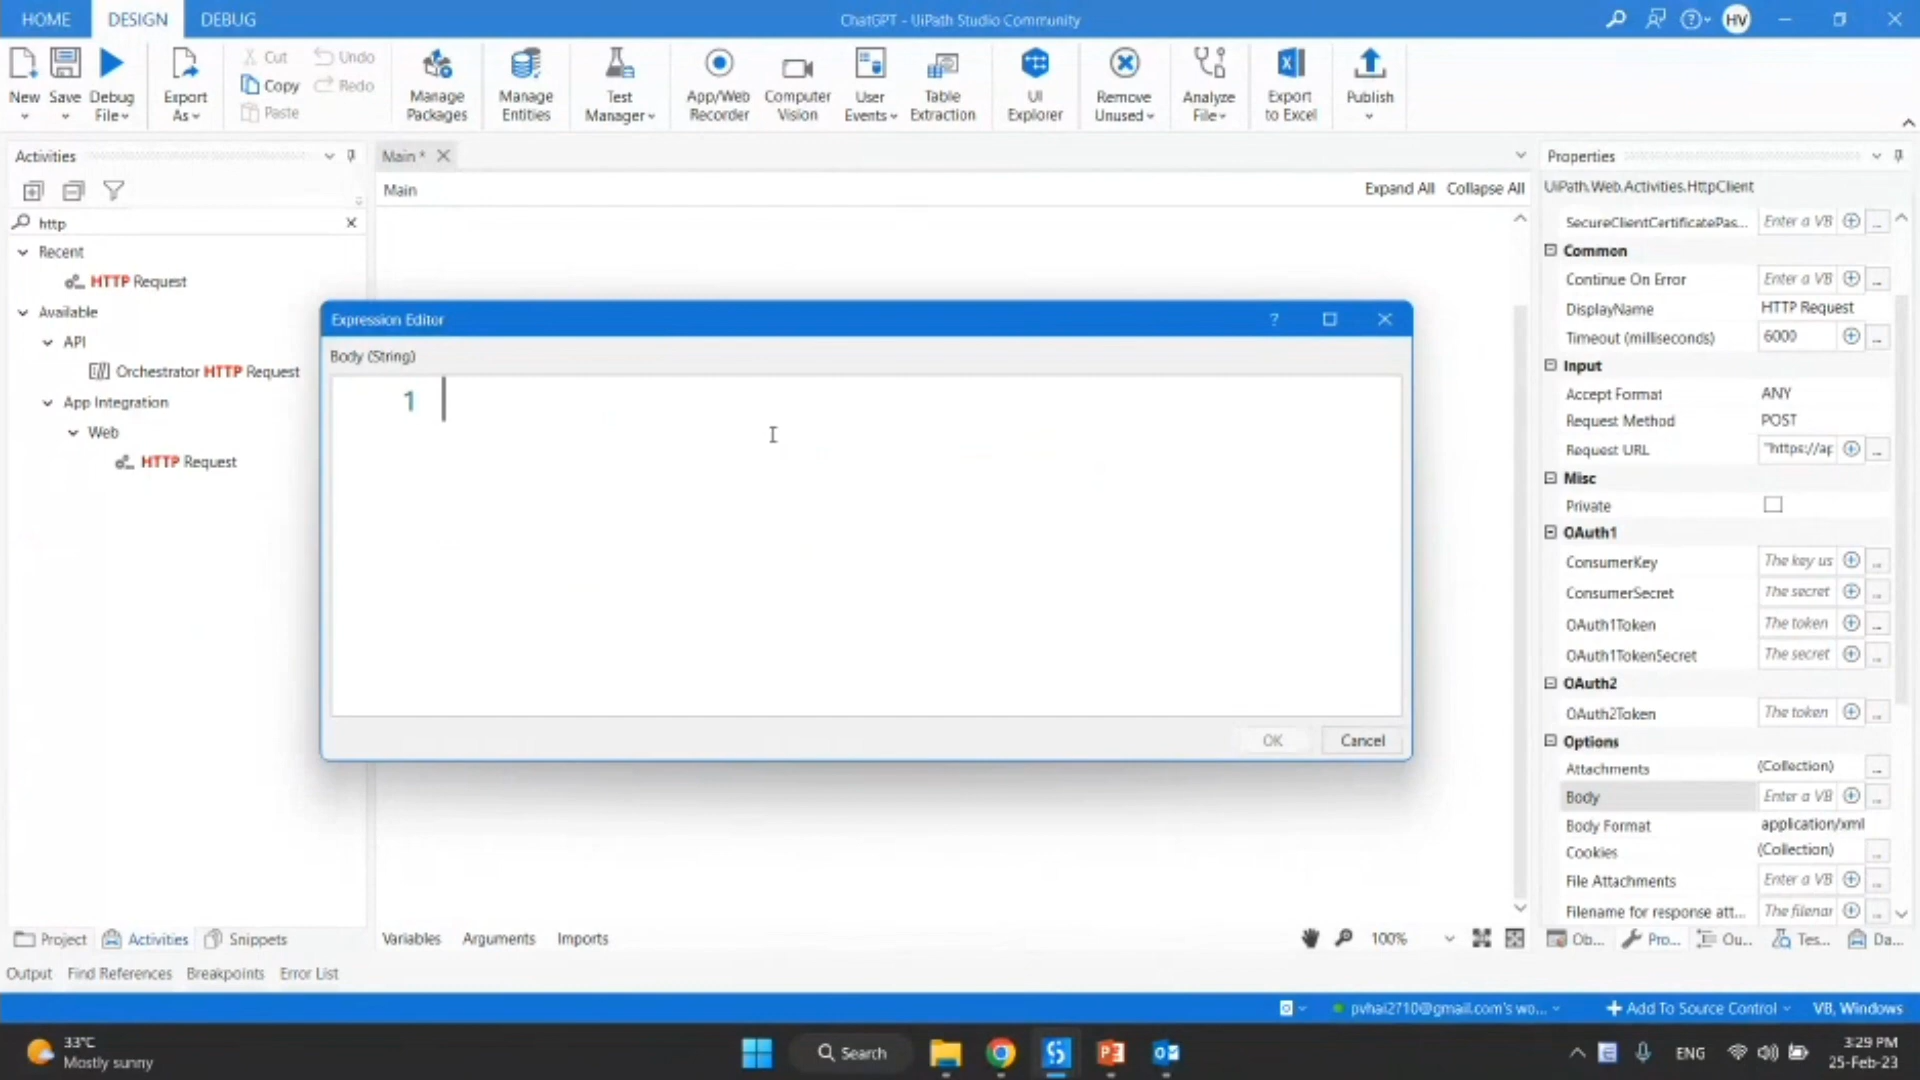 HOME
DESIGN
DEBUG
ChatGPT - UiPath Studio Community
HV
New
Save
Debug
File
Export
As
Cut
Copy
Paste
Undo
Redo
Manage
Packages
Manage
Entities
Test
Manager
App/Web
Recorder
Computer
Vision
User
Events
Table
Extraction
UI
Explorer
Remove
Unused
Analyze
File
Export
to Excel
Publish
Activities
http
Recent
HTTP Request
Available
API
Orchestrator HTTP Request
App Integration
Web
HTTP Request
Main *
Main
Expand All
Collapse All
Expression Editor
?
Body (String)
1
OK
Cancel
Properties
UiPath.Web.Activities.HttpClient
SecureClientCertificatePas... Enter a VB ...
Common
Continue On Error Enter a VB ...
DisplayName HTTP Request
Timeout (milliseconds) 6000 ...
Input
Accept Format ANY
Request Method POST
Request URL "https://ap ...
Misc
Private
OAuth1
ConsumerKey The key us ...
ConsumerSecret The secret ...
OAuth1Token The token ...
OAuth1TokenSecret The secret ...
OAuth2
OAuth2Token The token ...
Options
Attachments (Collection) ...
Body Enter a VB ...
Body Format application/xml
Cookies (Collection) ...
File Attachments Enter a VB ...
Filename for response att... The filenar ...
Project
Activities
Snippets
Variables
Arguments
Imports
100%
Ob...
Pro...
Ou...
Tes...
Da...
Output
Find References
Breakpoints
Error List
pvhai2710@gmail.com's wo...
Add To Source Control
VB, Windows
33°C
Mostly sunny
Search
ENG
3:29 PM
25-Feb-23